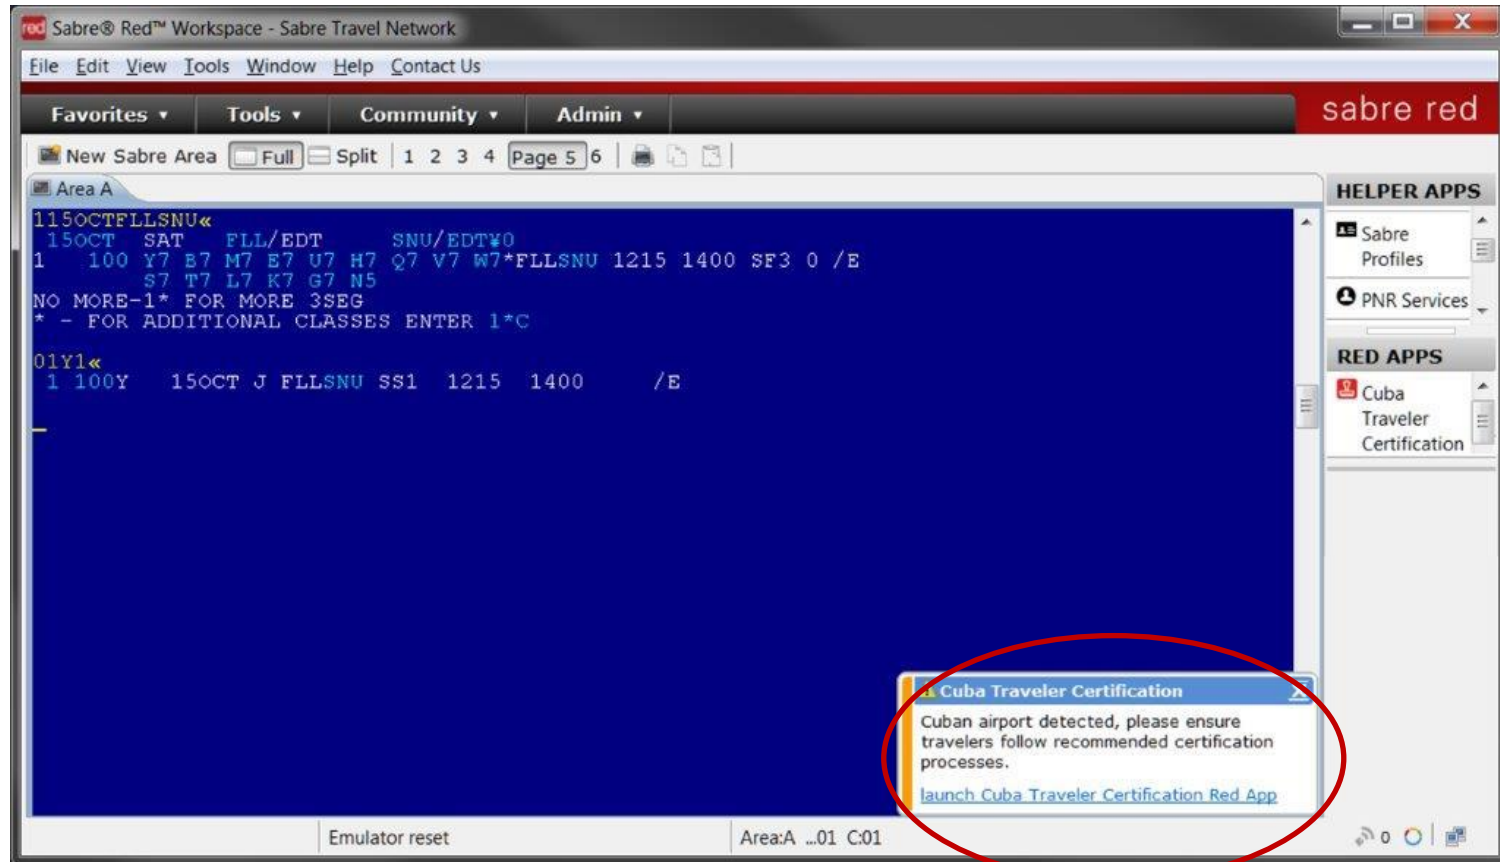 red Sabre® Red™ Workspace - Sabre Travel Network
File Edit View Tools Window Help Contact Us
Favorites Tools Community Admin
sabre red
New Sabre Area Full Split 1 2 3 4 Page 5 6
Area A
HELPER APPS
Sabre
Profiles
PNR Services
RED APPS
Cuba
Traveler
Certification
115OCTFLLSNU«
15OCT SAT FLL/EDT SNU/EDT¥0
1 100 Y7 B7 M7 E7 U7 H7 Q7 V7 W7*FLLSNU 1215 1400 SF3 0 /E
S7 T7 L7 K7 G7 N5
NO MORE-1* FOR MORE 3SEG
* - FOR ADDITIONAL CLASSES ENTER 1*C
01Y1«
1 100Y 15OCT J FLLSNU SS1 1215 1400 /E
Cuba Traveler Certification X
Cuban airport detected, please ensure
travelers follow recommended certification
processes.
launch Cuba Traveler Certification Red App
Emulator reset Area:A ...01 C:01 0